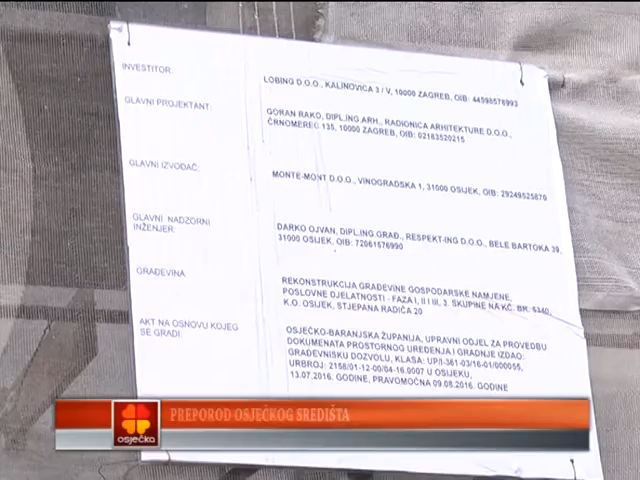 INVESTITOR:
LOBING D.O.O., KALINOVICA 3 / V, 10000 ZAGREB, OIB: 44598578993
GLAVNI PROJEKTANT:
GORAN RAKO, DIPL.ING ARH., RADIONICA ARHITEKTURE D.O.O.,
ČRNOMEREC 135, 10000 ZAGREB, OIB: 02183520215
GLAVNI IZVOĐAČ:
MONTE-MONT D.O.O., VINOGRADSKA 1, 31000 OSIJEK, OIB: 29249525870
GLAVNI NADZORNI
INŽENJER:
DARKO OJVAN, DIPL.ING GRAĐ., RESPEKT-ING D.O.O., BELE BARTOKA 39,
31000 OSIJEK, OIB: 72061576990
GRAĐEVINA
REKONSTRUKCIJA GRAĐEVINE GOSPODARSKE NAMJENE,
POSLOVNE DJELATNOSTI - FAZA I, II I III, 3. SKUPINE NA KČ. BR. 5340,
K.O. OSIJEK, STJEPANA RADIĆA 20
AKT NA OSNOVU KOJEG
SE GRADI:
OSJEČKO-BARANJSKA ŽUPANIJA, UPRAVNI ODJEL ZA PROVEDBU
DOKUMENATA PROSTORNOG UREĐENJA I GRADNJE IZDAO:
GRAĐEVNISKU DOZVOLU, KLASA: UP/I-361-03/16-01/000055,
URBROJ: 2158/01-12-00/04-16.0007 U OSIJEKU,
13.07.2016. GODINE, PRAVOMOĆNA 09.08.2016. GODINE
PREPOROD OSJEČKOG SREDIŠTA
osječka